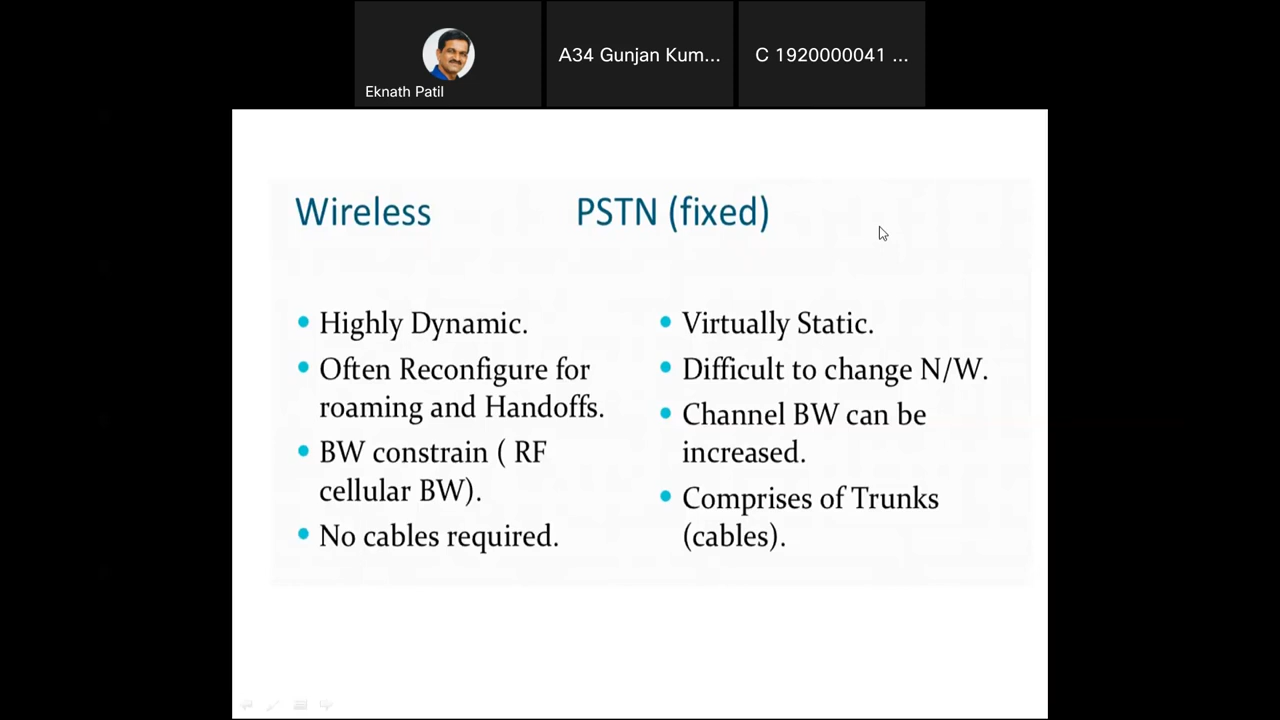 Eknath Patil
A34 Gunjan Kum...
C 1920000041 ...
Wireless
PSTN (fixed)
• Highly Dynamic.
• Often Reconfigure for
roaming and Handoffs.
• BW constrain ( RF
cellular BW).
• No cables required.
• Virtually Static.
• Difficult to change N/W.
• Channel BW can be
increased.
• Comprises of Trunks
(cables).